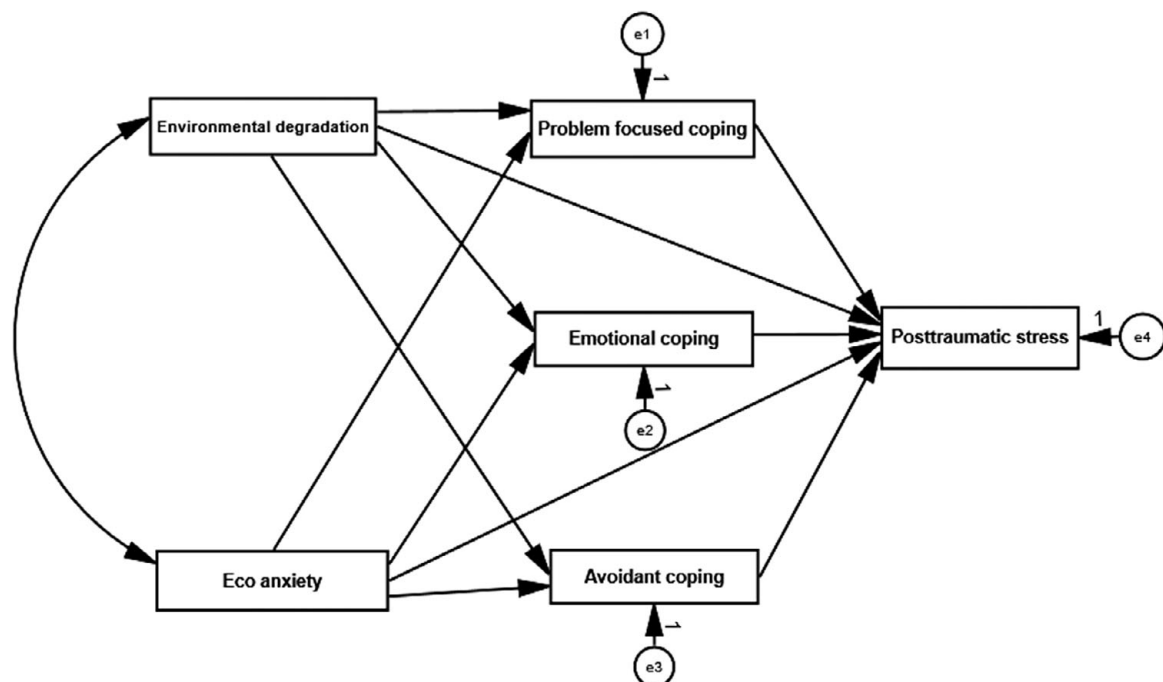 e1
1
Environmental degradation
Problem focused coping
Emotional coping
1
e2
Posttraumatic stress
1
e4
Eco anxiety
Avoidant coping
1
e3